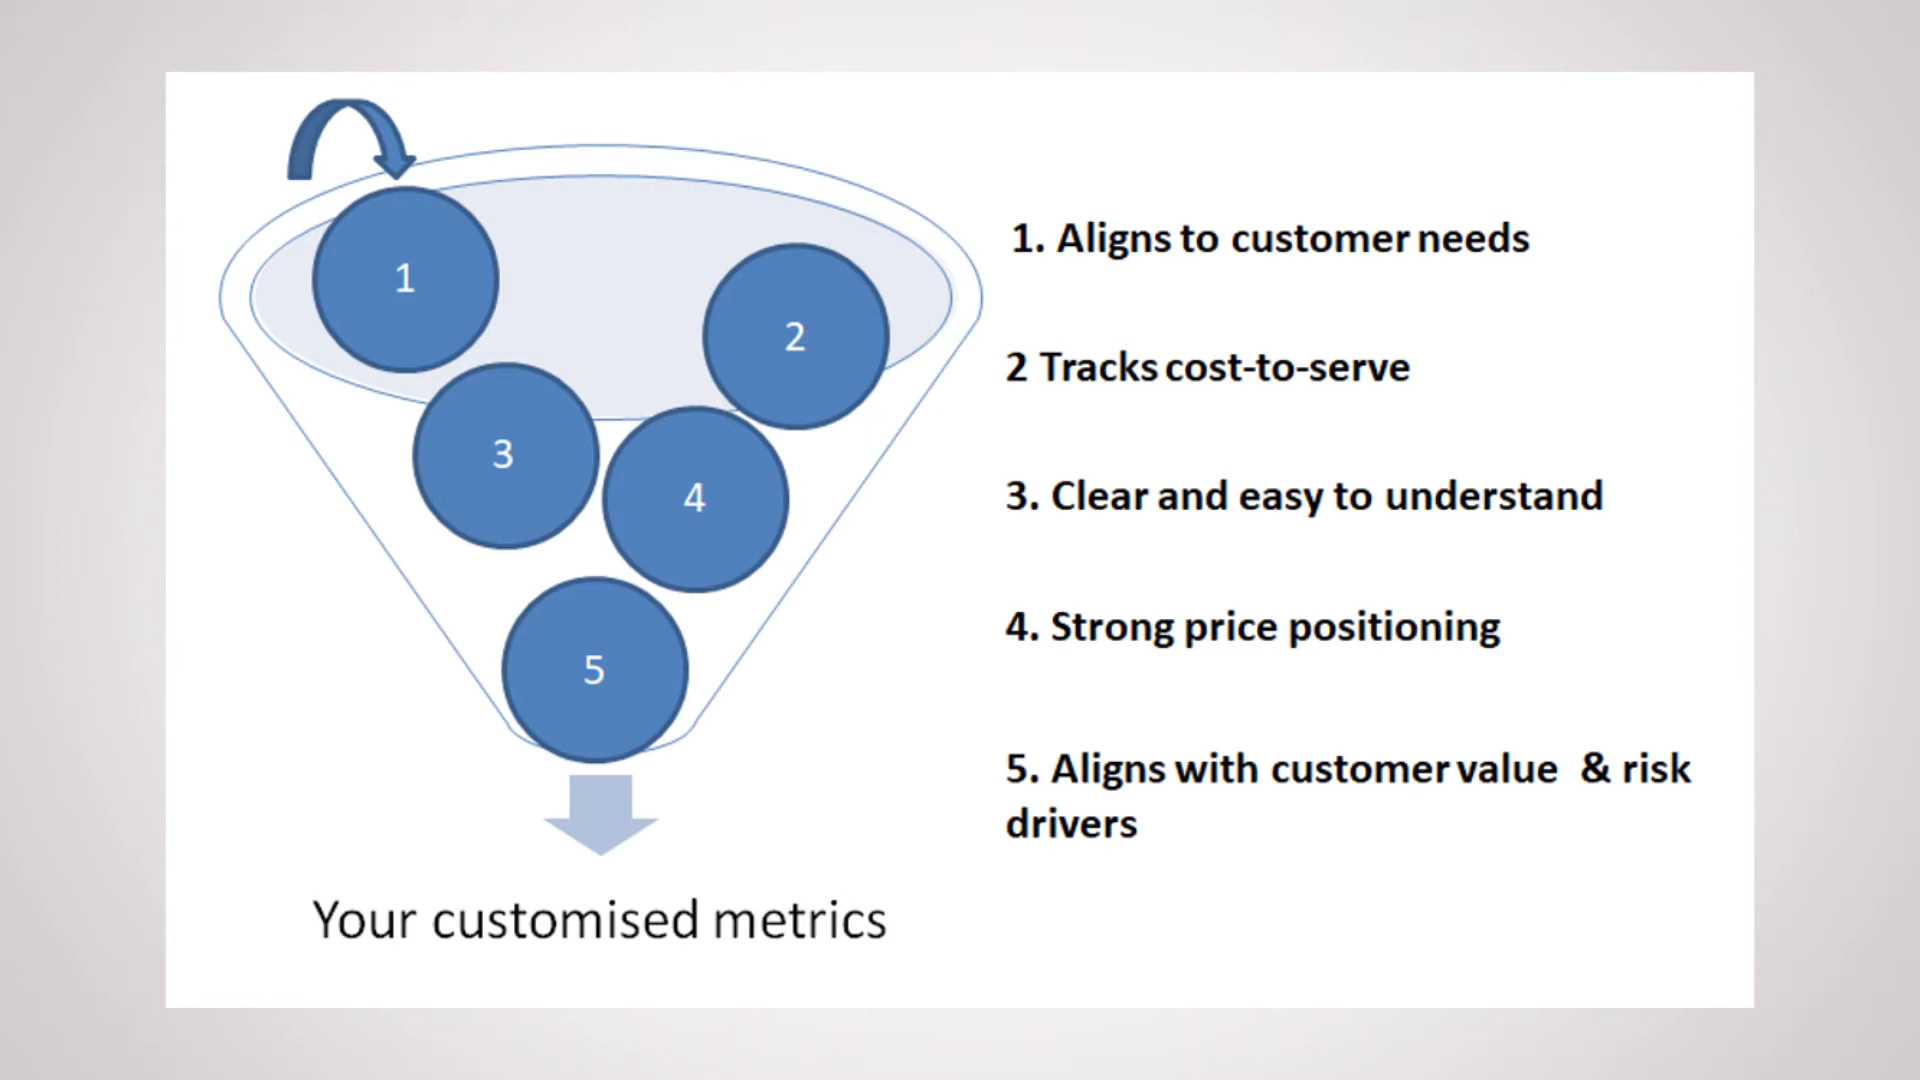 1
2
3
4
5
Your customised metrics
1. Aligns to customer needs
2 Tracks cost-to-serve
3. Clear and easy to understand
4. Strong price positioning
5. Aligns with customer value & risk
drivers